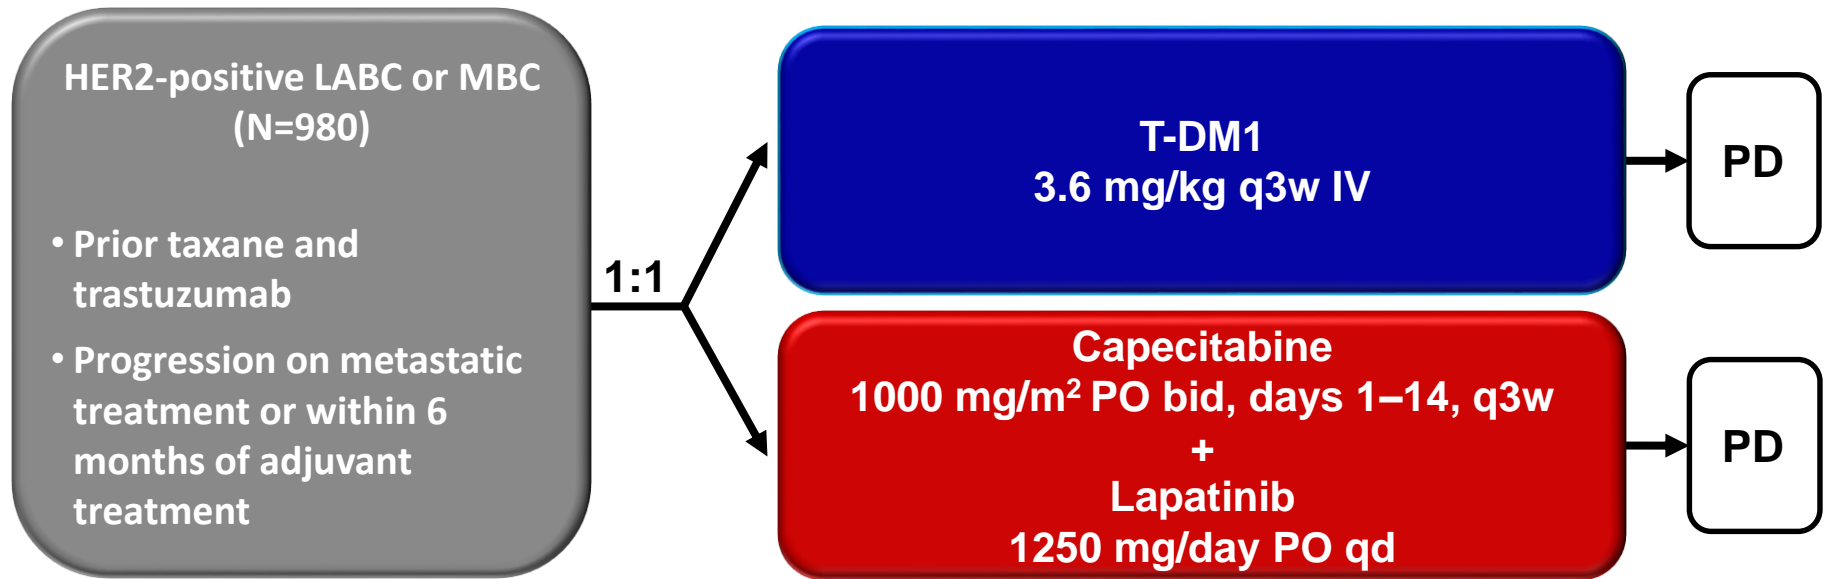 HER2-positive LABC or MBC
(N=980)
• Prior taxane and
trastuzumab
• Progression on metastatic
treatment or within 6
months of adjuvant
treatment
1:1
T-DM1
3.6 mg/kg q3w IV
PD
Capecitabine
1000 mg/m² PO bid, days 1–14, q3w
+
Lapatinib
1250 mg/day PO qd
PD